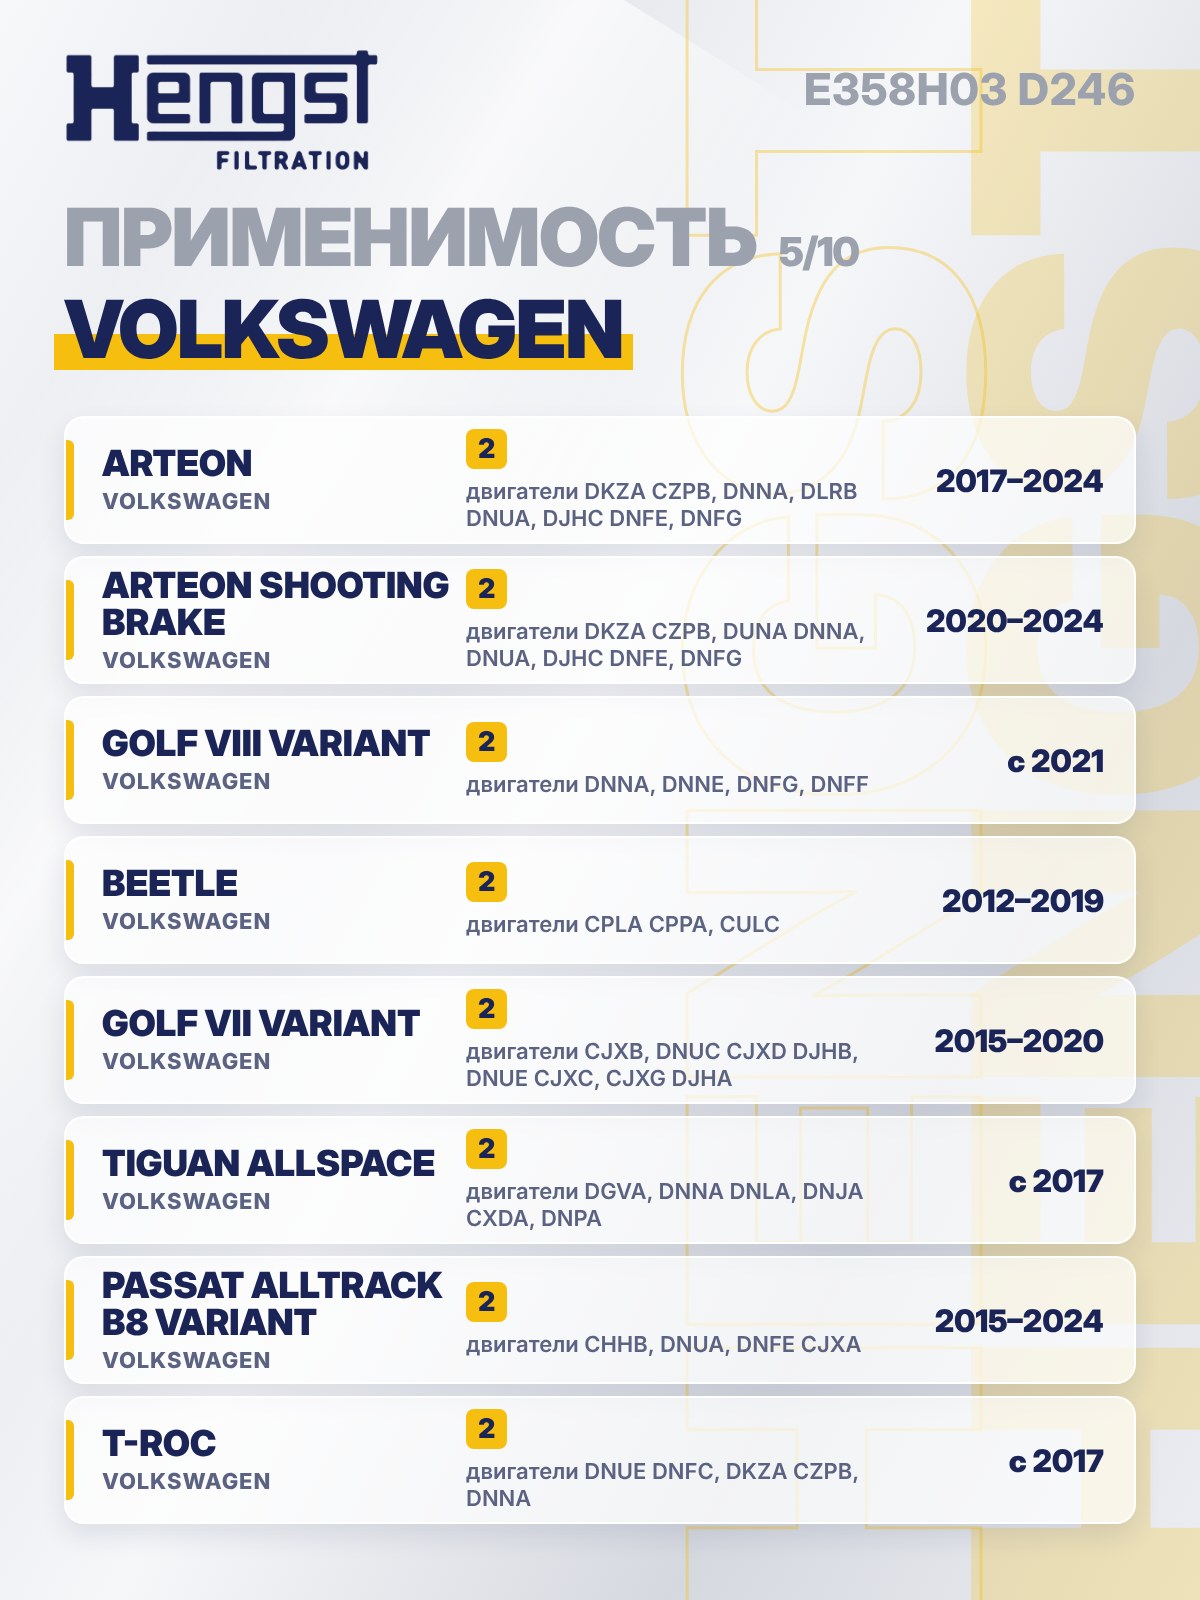 Hengst
FILTRATION
E358H03 D246
ПРИМЕНИМОСТЬ 5/10
VOLKSWAGEN
ARTEON
VOLKSWAGEN
2
двигатели DKZA CZPB, DNNA, DLRB
DNUA, DJHC DNFE, DNFG
2017–2024
ARTEON SHOOTING
BRAKE
VOLKSWAGEN
2
двигатели DKZA CZPB, DUNA DNNA,
DNUA, DJHC DNFE, DNFG
2020–2024
GOLF VIII VARIANT
VOLKSWAGEN
2
двигатели DNNA, DNNE, DNFG, DNFF
с 2021
BEETLE
VOLKSWAGEN
2
двигатели CPLA CPPA, CULC
2012–2019
GOLF VII VARIANT
VOLKSWAGEN
2
двигатели CJXB, DNUC CJXD DJHB,
DNUE CJXC, CJXG DJHA
2015–2020
TIGUAN ALLSPACE
VOLKSWAGEN
2
двигатели DGVA, DNNA DNLA, DNJA
CXDA, DNPA
с 2017
PASSAT ALLTRACK
B8 VARIANT
VOLKSWAGEN
2
двигатели CHHB, DNUA, DNFE CJXA
2015–2024
T-ROC
VOLKSWAGEN
2
двигатели DNUE DNFC, DKZA CZPB,
DNNA
с 2017
HENGST
HENGST